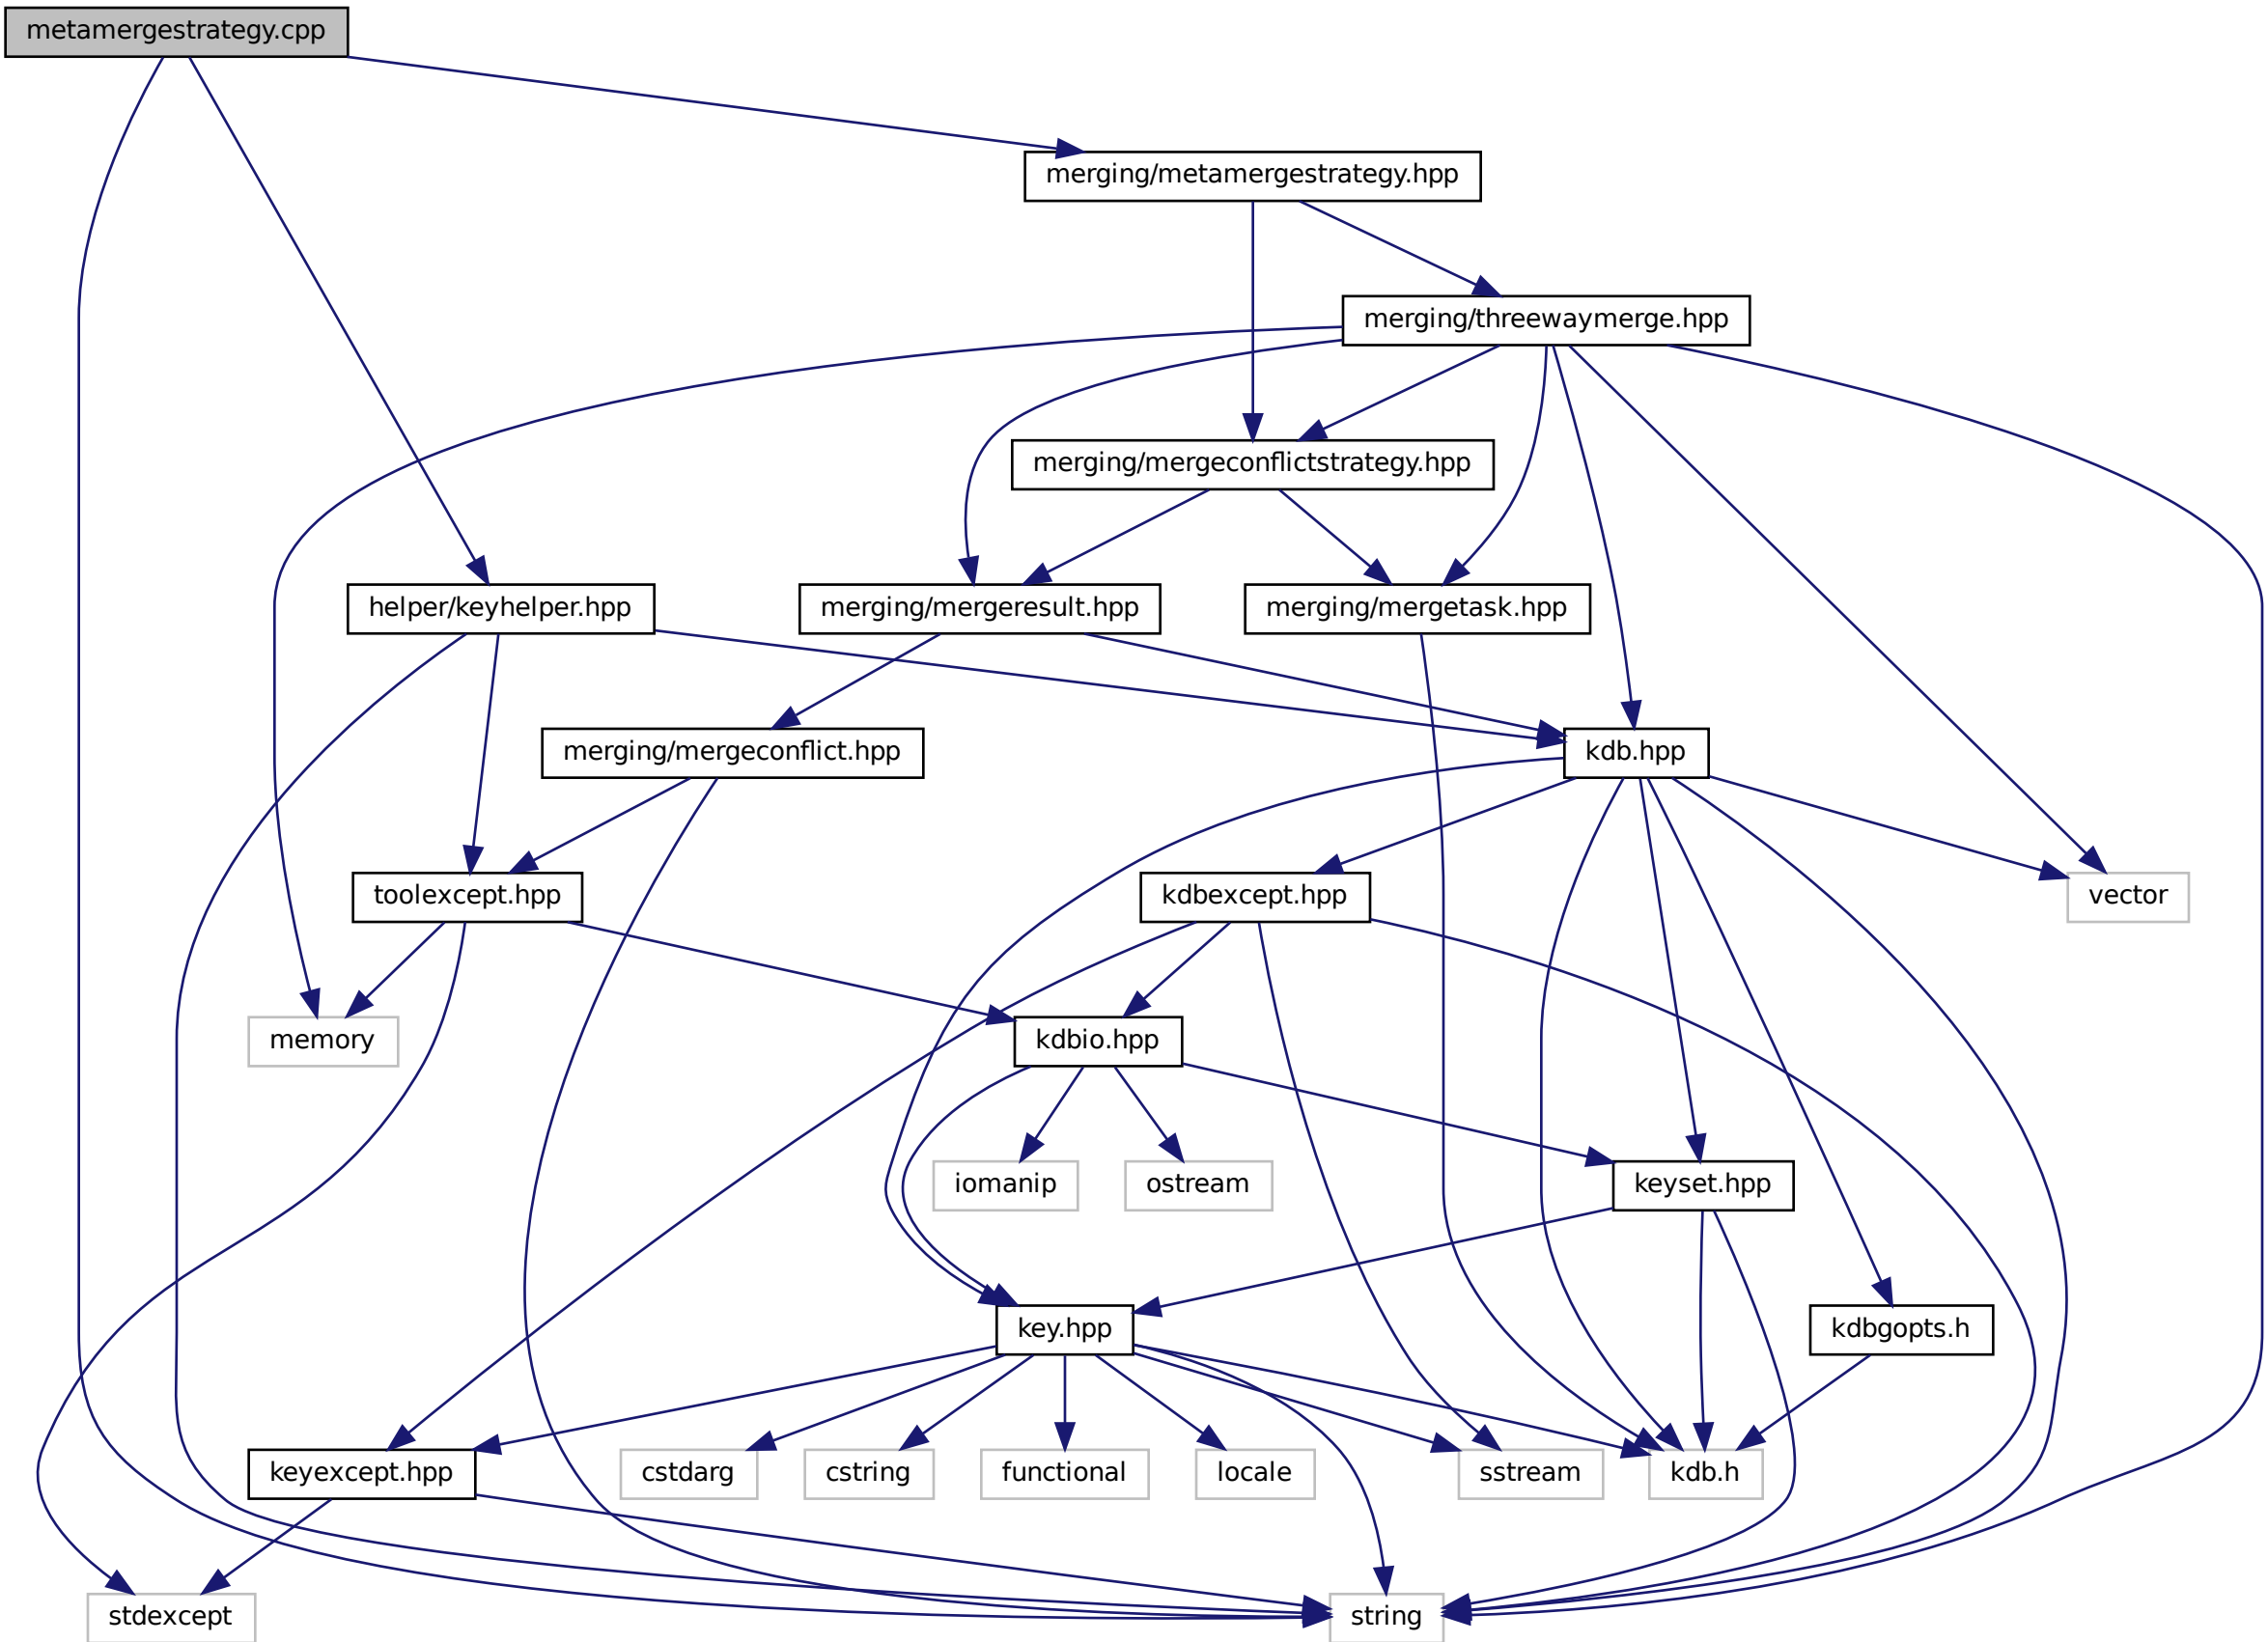 metamergestrategy.cpp
merging/metamergestrategy.hpp
merging/threewaymerge.hpp
merging/mergeconflictstrategy.hpp
helper/keyhelper.hpp
merging/mergeresult.hpp
merging/mergetask.hpp
merging/mergeconflict.hpp
kdb.hpp
toolexcept.hpp
kdbexcept.hpp
vector
memory
kdbio.hpp
iomanip
ostream
keyset.hpp
key.hpp
kdbgopts.h
keyexcept.hpp
cstdarg
cstring
functional
locale
sstream
kdb.h
stdexcept
string